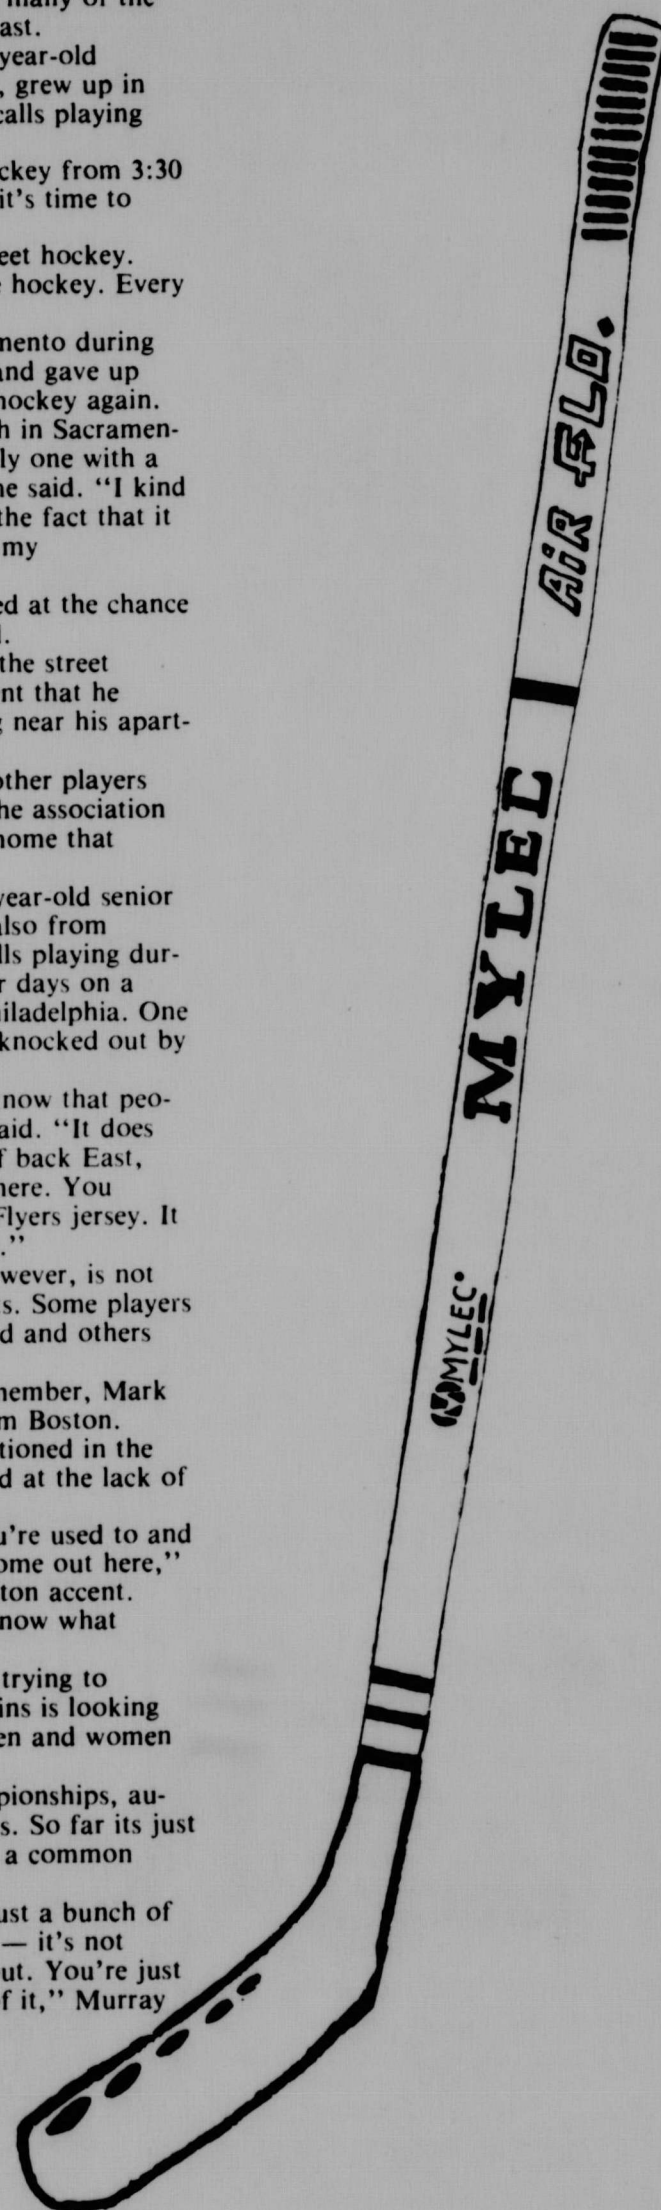 many of the
ast.
year-old
, grew up in
calls playing
ckey from 3:30
it's time to
eet hockey.
hockey. Every
mento during
and gave up
hockey again.
h in Sacramen-
ly one with a
he said. “I kind
the fact that it
my
ed at the chance
l.
the street
nt that he
g near his apart-
other players
he association
home that
year-old senior
also from
lls playing dur-
r days on a
hiladelphia. One
knocked out by
now that peo-
aid. “It does
f back East,
here. You
Flyers jersey. It
.”
wever, is not
s. Some players
d and others
member, Mark
m Boston.
tioned in the
d at the lack of
u're used to and
ome out here,”
ton accent.
now what
trying to
ins is looking
en and women
pionships, au-
s. So far its just
a common
ust a bunch of
— it's not
ut. You're just
f it,” Murray
AiR FLO.
MYLEC
MYLEC